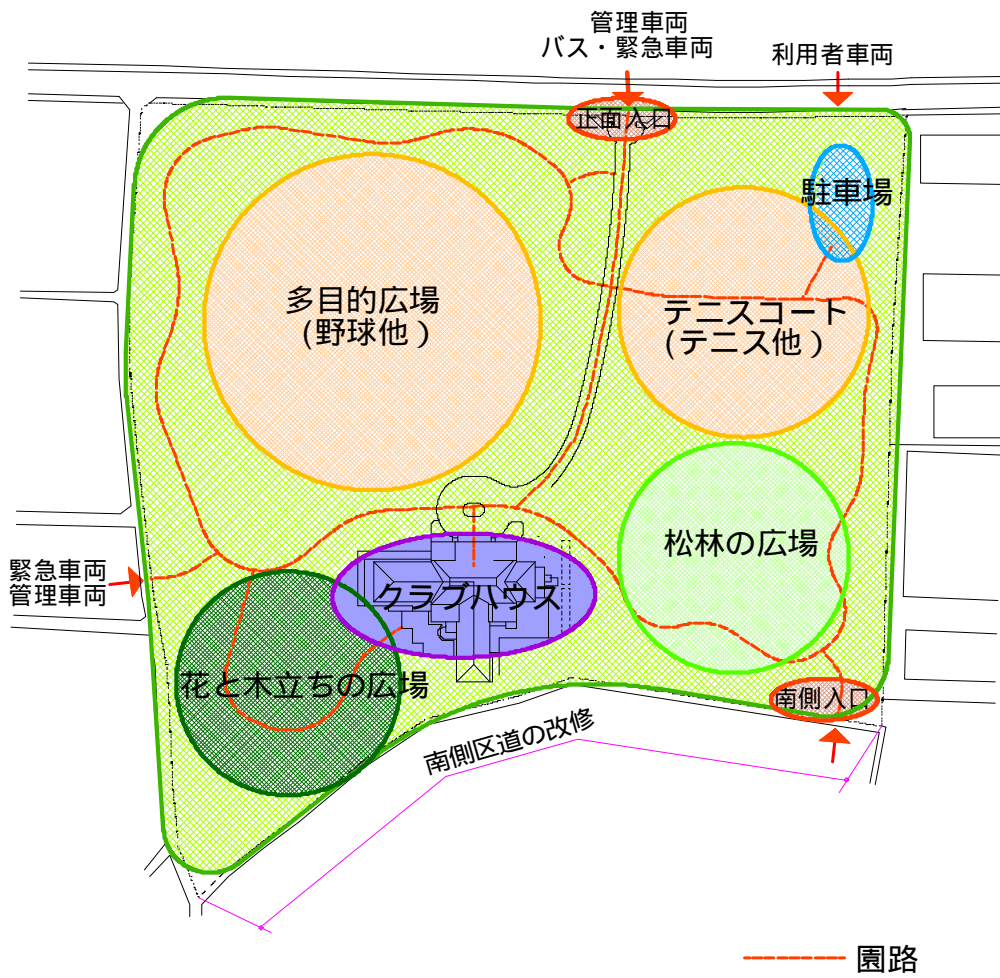 管理車両
バス・緊急車両
利用者車両
正面入口
駐車場
多目的広場
(野球他)
テニスコート
(テニス他)
松林の広場
緊急車両
管理車両
クラブハウス
花と木立ちの広場
南側入口
南側区道の改修
園路